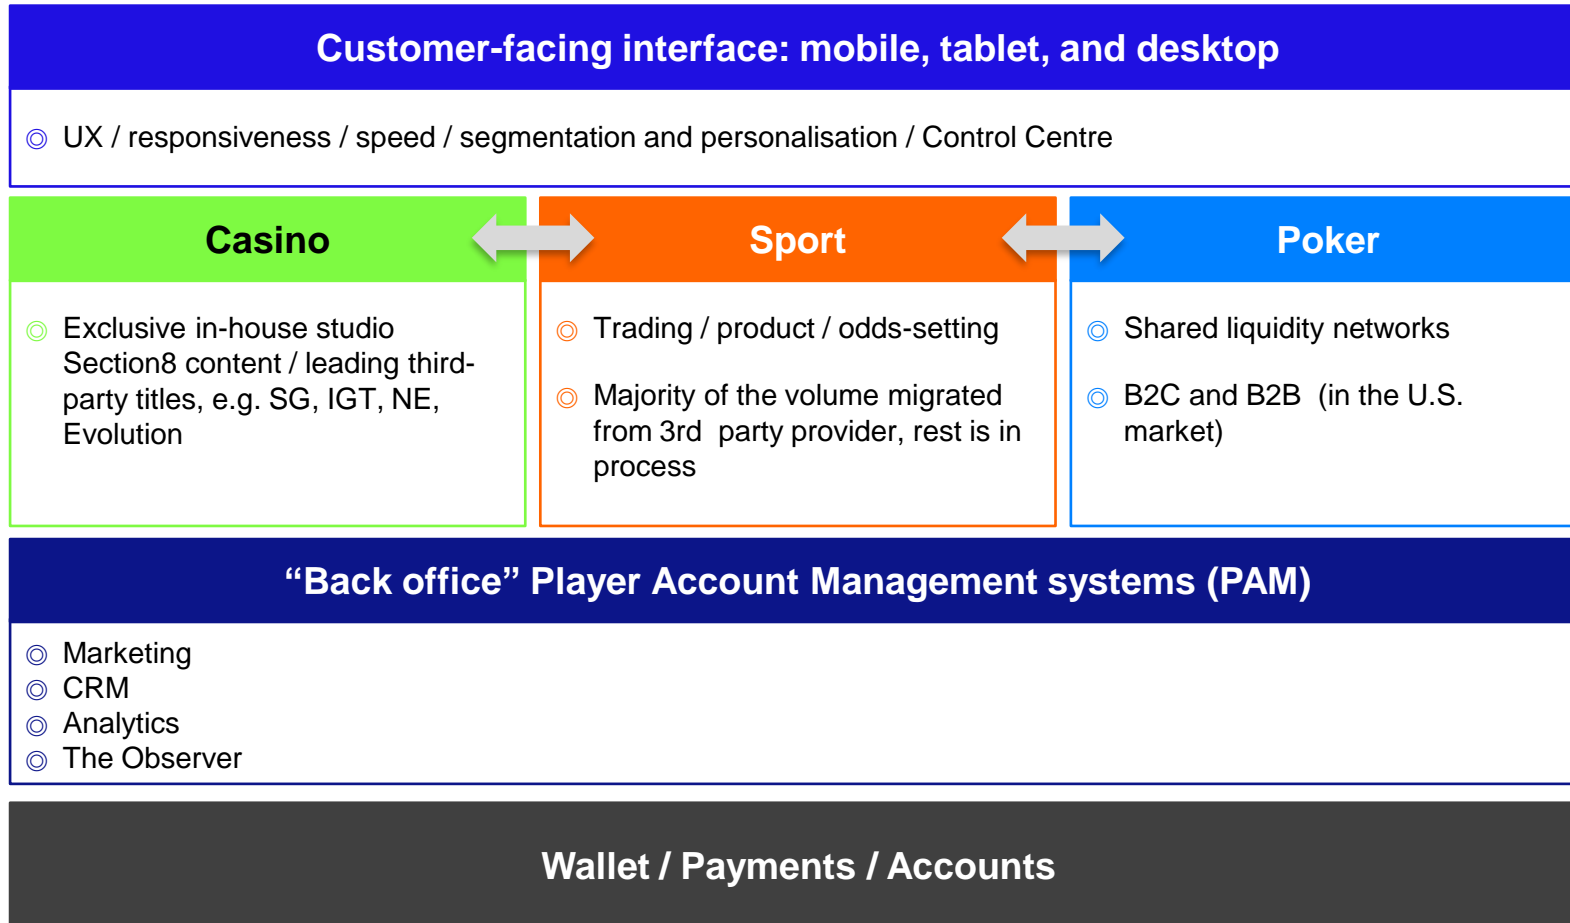 Customer-facing interface: mobile, tablet, and desktop
◎ UX / responsiveness / speed / segmentation and personalisation / Control Centre
Casino
◎ Exclusive in-house studio
Section8 content / leading third-
party titles, e.g. SG, IGT, NE,
Evolution
Sport
◎ Trading / product / odds-setting
◎ Majority of the volume migrated
from 3rd  party provider, rest is in
process
Poker
◎ Shared liquidity networks
◎ B2C and B2B  (in the U.S.
market)
“Back office” Player Account Management systems (PAM)
◎ Marketing
◎ CRM
◎ Analytics
◎ The Observer
Wallet / Payments / Accounts